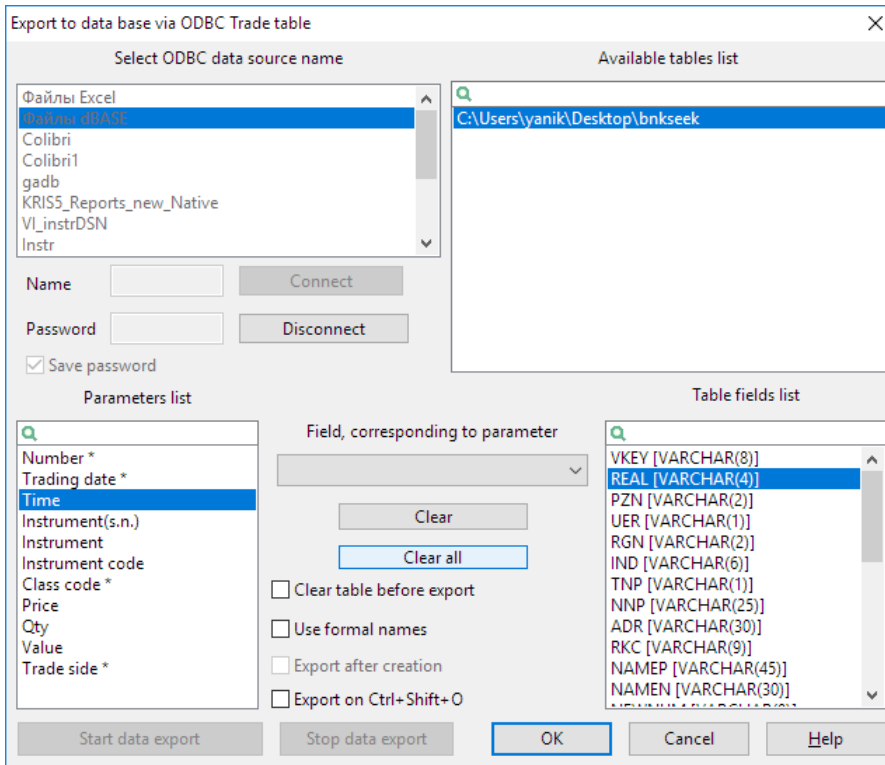 Export to data base via ODBC Trade table
Select ODBC data source name
Available tables list
Файлы Excel
Файлы dBASE
Colibri
Colibri1
gadb
KRIS5_Reports_new_Native
VI_instrDSN
Instr
C:\Users\yanik\Desktop\bnkseek
Name
Connect
Password
Disconnect
Save password
Parameters list
Table fields list
Number *
Trading date *
Time
Instrument(s.n.)
Instrument
Instrument code
Class code *
Price
Qty
Value
Trade side *
Field, corresponding to parameter
Clear
Clear all
Clear table before export
Use formal names
Export after creation
Export on Ctrl+Shift+O
VKEY [VARCHAR(8)]
REAL [VARCHAR(4)]
PZN [VARCHAR(2)]
UER [VARCHAR(1)]
RGN [VARCHAR(2)]
IND [VARCHAR(6)]
TNP [VARCHAR(1)]
NNP [VARCHAR(25)]
ADR [VARCHAR(30)]
RKC [VARCHAR(9)]
NAMEP [VARCHAR(45)]
NAMEN [VARCHAR(30)]
Start data export
Stop data export
OK
Cancel
Help